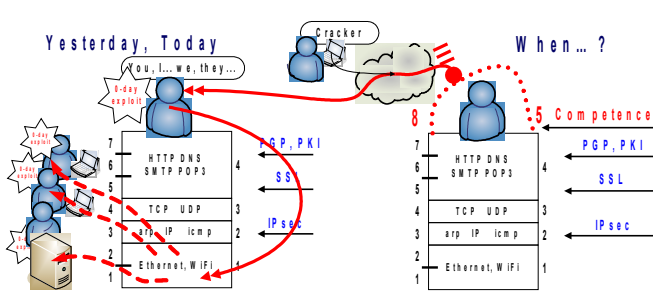 Cracker
Yesterday, Today
When...?
You, I... we, they...
0-day
exploit
8
5
Competence
0-day
exploit
7
HTTP DNS
4
PGP, PKI
6
SMTP POP3
5
SSL
4
TCP UDP
3
3
arp IP icmp
2
IPsec
2
Ethernet, WiFi
1
1
0-day
exploit
0-day
exploit
7
HTTP DNS
4
PGP, PKI
6
SMTP POP3
5
SSL
4
TCP UDP
3
3
arp IP icmp
2
IPsec
2
Ethernet, WiFi
1
1